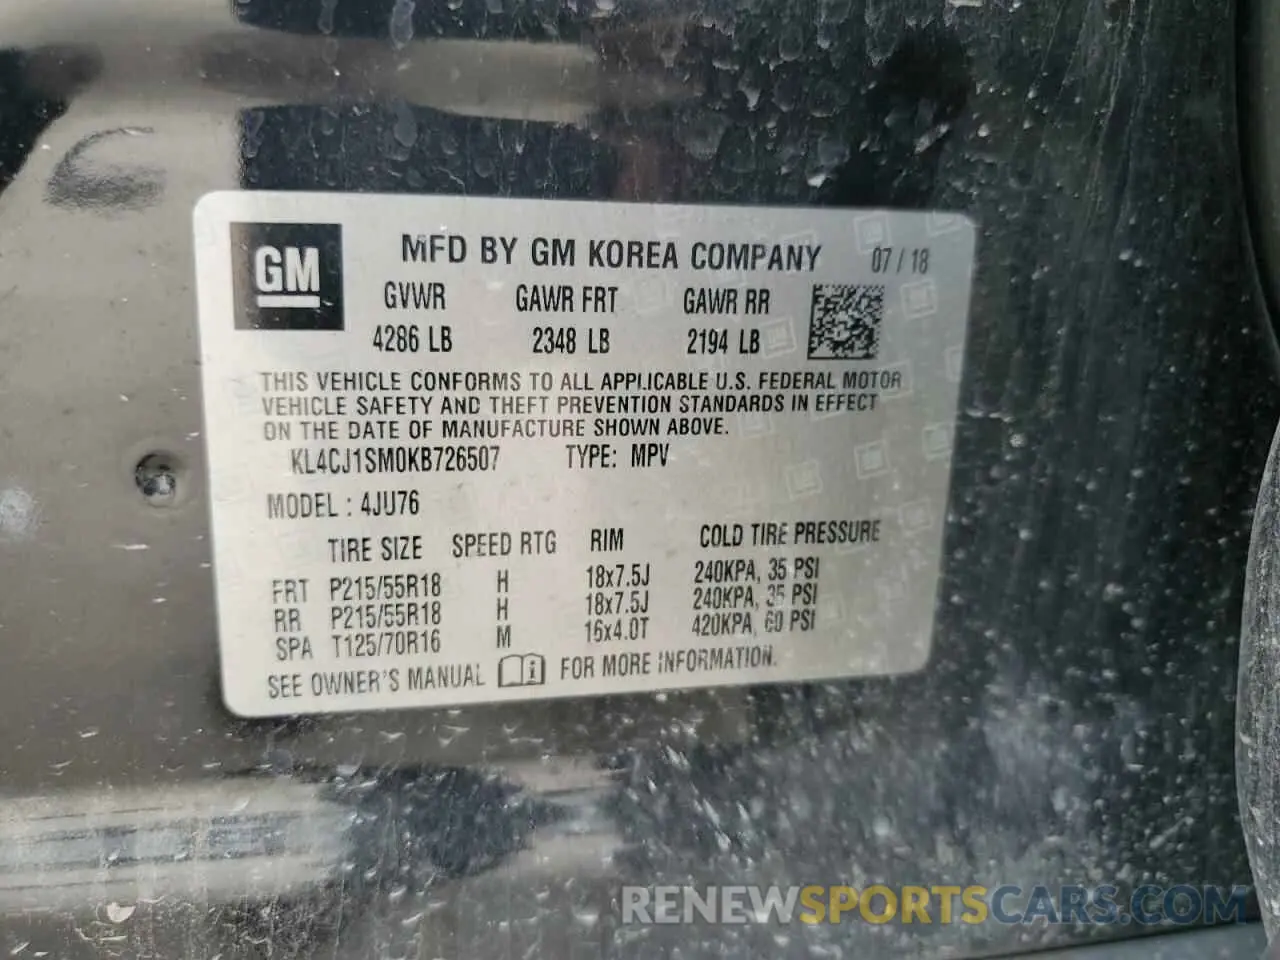 GM
MFD BY GM KOREA COMPANY 07 / 18
GVWR GAWR FRT GAWR RR
4286 LB 2348 LB 2194 LB
THIS VEHICLE CONFORMS TO ALL APPLICABLE U.S. FEDERAL MOTOR
VEHICLE SAFETY AND THEFT PREVENTION STANDARDS IN EFFECT
ON THE DATE OF MANUFACTURE SHOWN ABOVE.
KL4CJ1SM0KB726507 TYPE: MPV
MODEL : 4JU76
TIRE SIZE SPEED RTG RIM COLD TIRE PRESSURE
FRT P215/55R18 H 18x7.5J 240KPA, 35 PSI
RR P215/55R18 H 18x7.5J 240KPA, 35 PSI
SPA T125/70R16 M 16x4.0T 420KPA, 60 PSI
SEE OWNER'S MANUAL i FOR MORE INFORMATION.
RENEWSPORTSCARS.COM